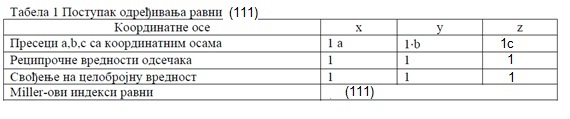 Табела 1 Поступак одређивања равни (111)
Координатне осе x y z
Пресеци a,b,c са координатним осама 1 a 1·b 1c
Реципрочне вредности одсечака 1 1 1
Свођење на целобројну вредност 1 1 1
Miller-ови индекси равни (111)